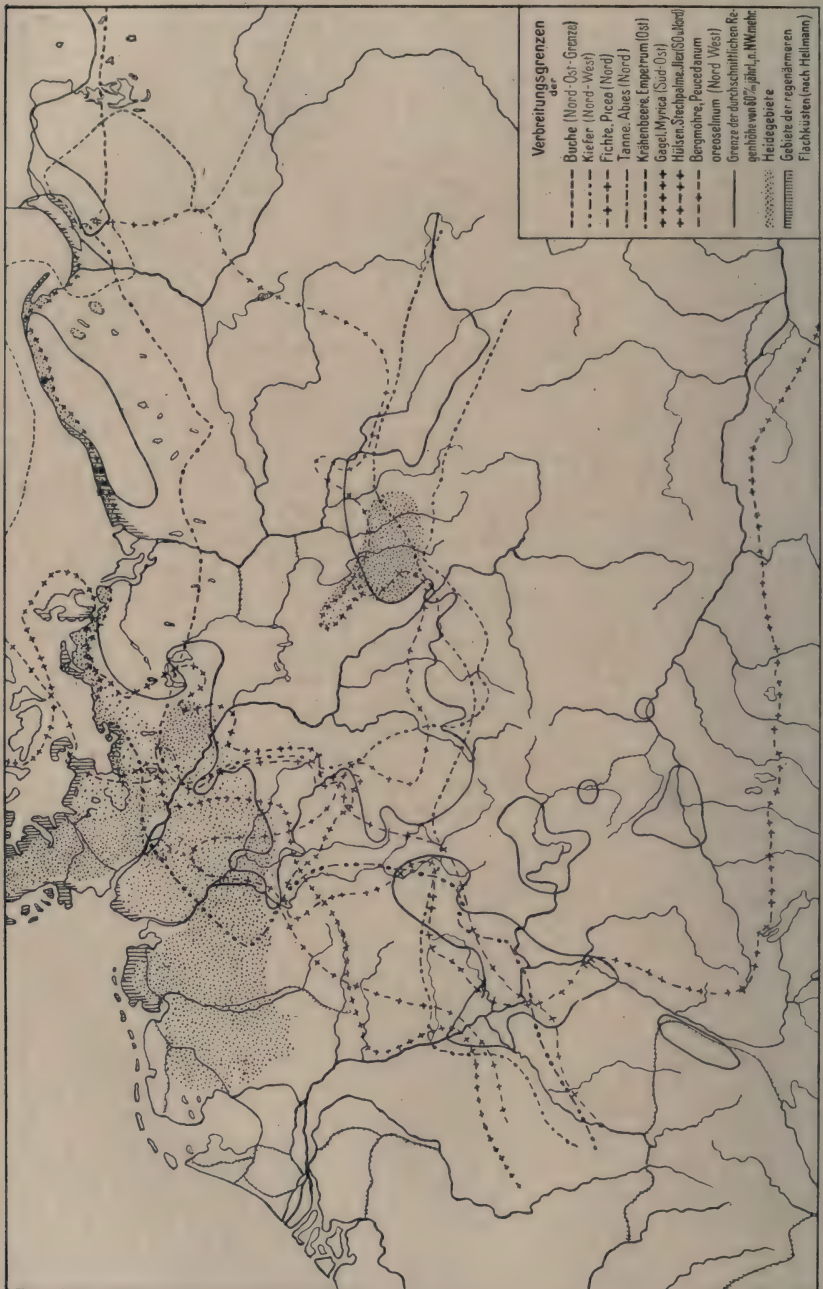 Verbreitungsgrenzen
der
Buche (Nord-Ost-Grenze)
Kiefer (Nord-West)
Fichte, Picea (Nord)
Tanne, Abies (Nord)
Krähenbeere, Empetrum (Ost)
Gagel, Myrica (Süd-Ost)
Hülsen, Stechpalme, Ilex (SO u. Nord)
Bergmöhre, Peucedanum
oreoselinum (Nord West)
Grenze der durchschnittlichen Re-
genhöhe von 60% jährl., n. NW mehr.
Heidegebiete
Gebiete der regenärmeren
Flachküsten (nach Hellmann)